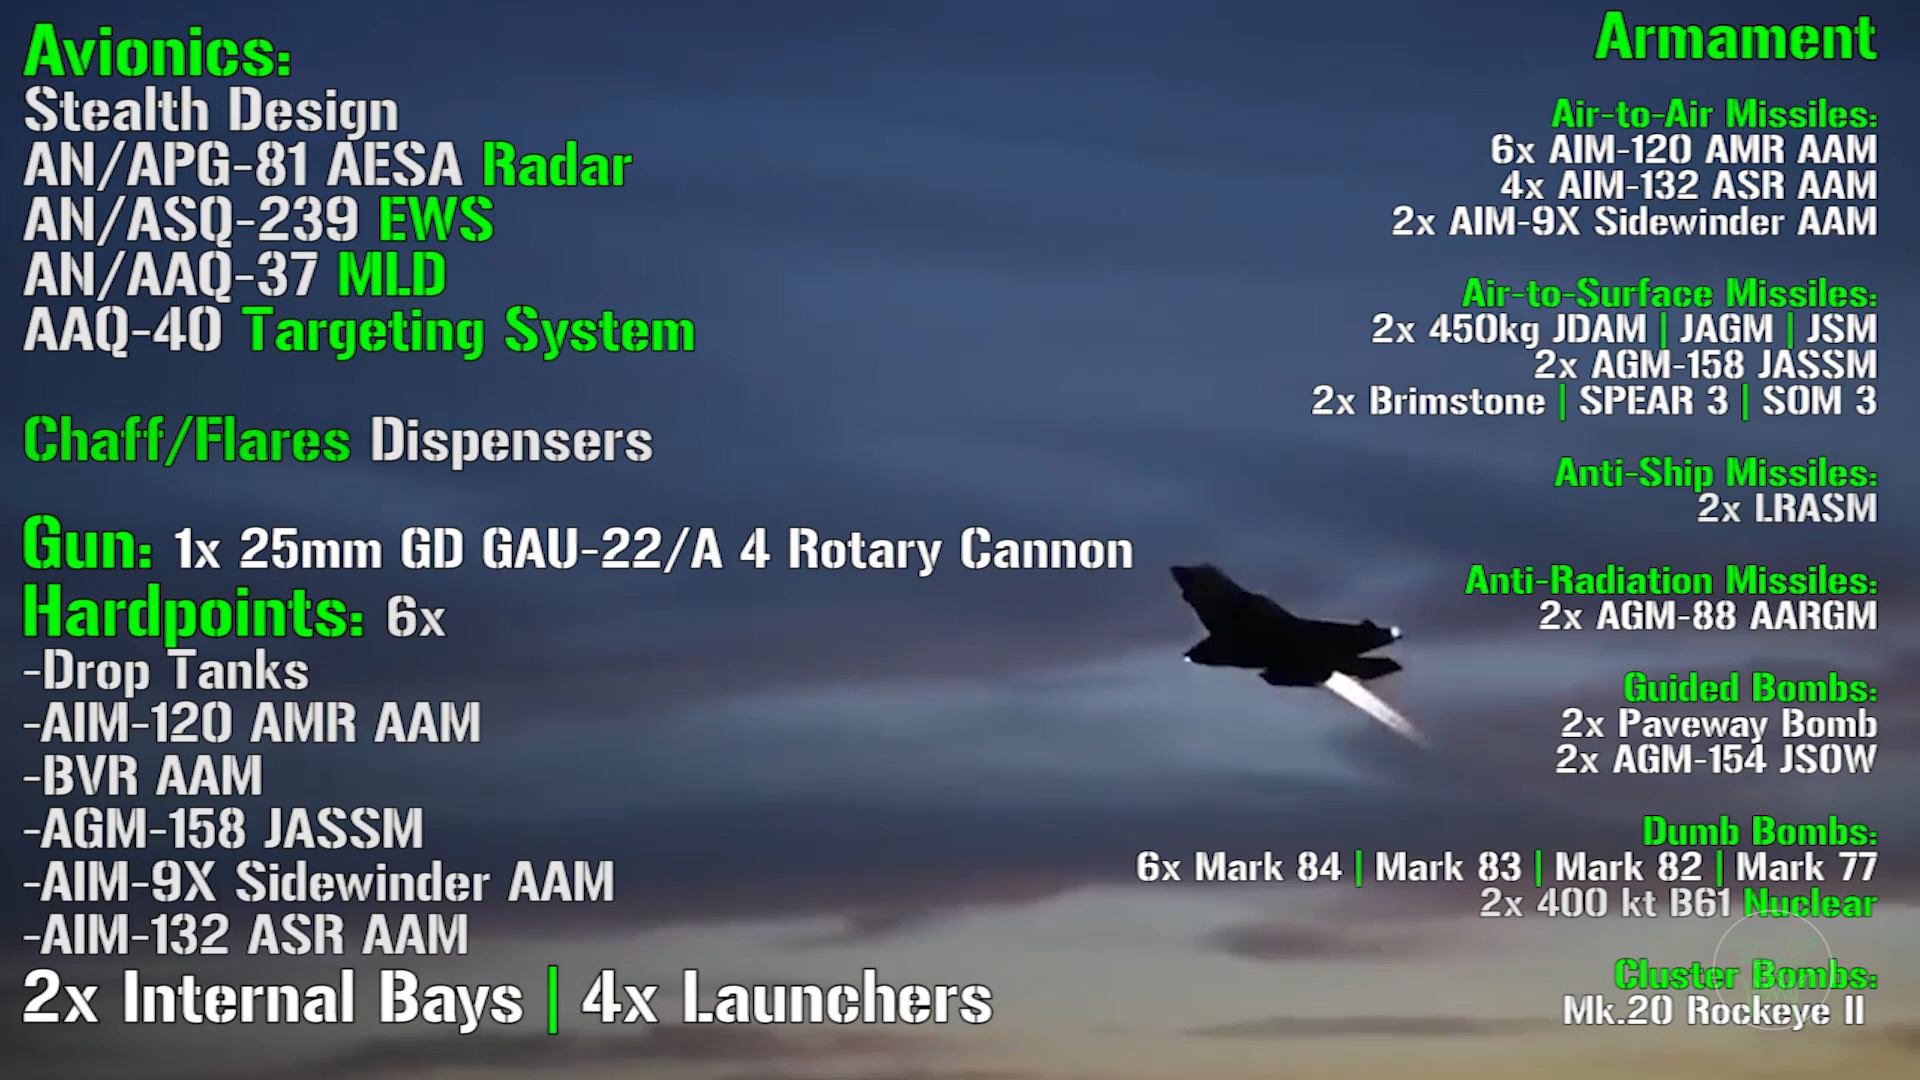 Avionics:
Stealth Design
AN/APG-81 AESA Radar
AN/ASQ-239 EWS
AN/AAQ-37 MLD
AAQ-40 Targeting System
Chaff/Flares Dispensers
Gun: 1x 25mm GD GAU-22/A 4 Rotary Cannon
Hardpoints: 6x
-Drop Tanks
-AIM-120 AMR AAM
-BVR AAM
-AGM-158 JASSM
-AIM-9X Sidewinder AAM
-AIM-132 ASR AAM
2x Internal Bays | 4x Launchers
Armament
Air-to-Air Missiles:
6x AIM-120 AMR AAM
4x AIM-132 ASR AAM
2x AIM-9X Sidewinder AAM
Air-to-Surface Missiles:
2x 450kg JDAM | JAGM | JSM
2x AGM-158 JASSM
2x Brimstone | SPEAR 3 | SOM 3
Anti-Ship Missiles:
2x LRASM
Anti-Radiation Missiles:
2x AGM-88 AARGM
Guided Bombs:
2x Paveway Bomb
2x AGM-154 JSOW
Dumb Bombs:
6x Mark 84 | Mark 83 | Mark 82 | Mark 77
2x 400 kt B61 Nuclear
Cluster Bombs:
Mk.20 Rockeye II